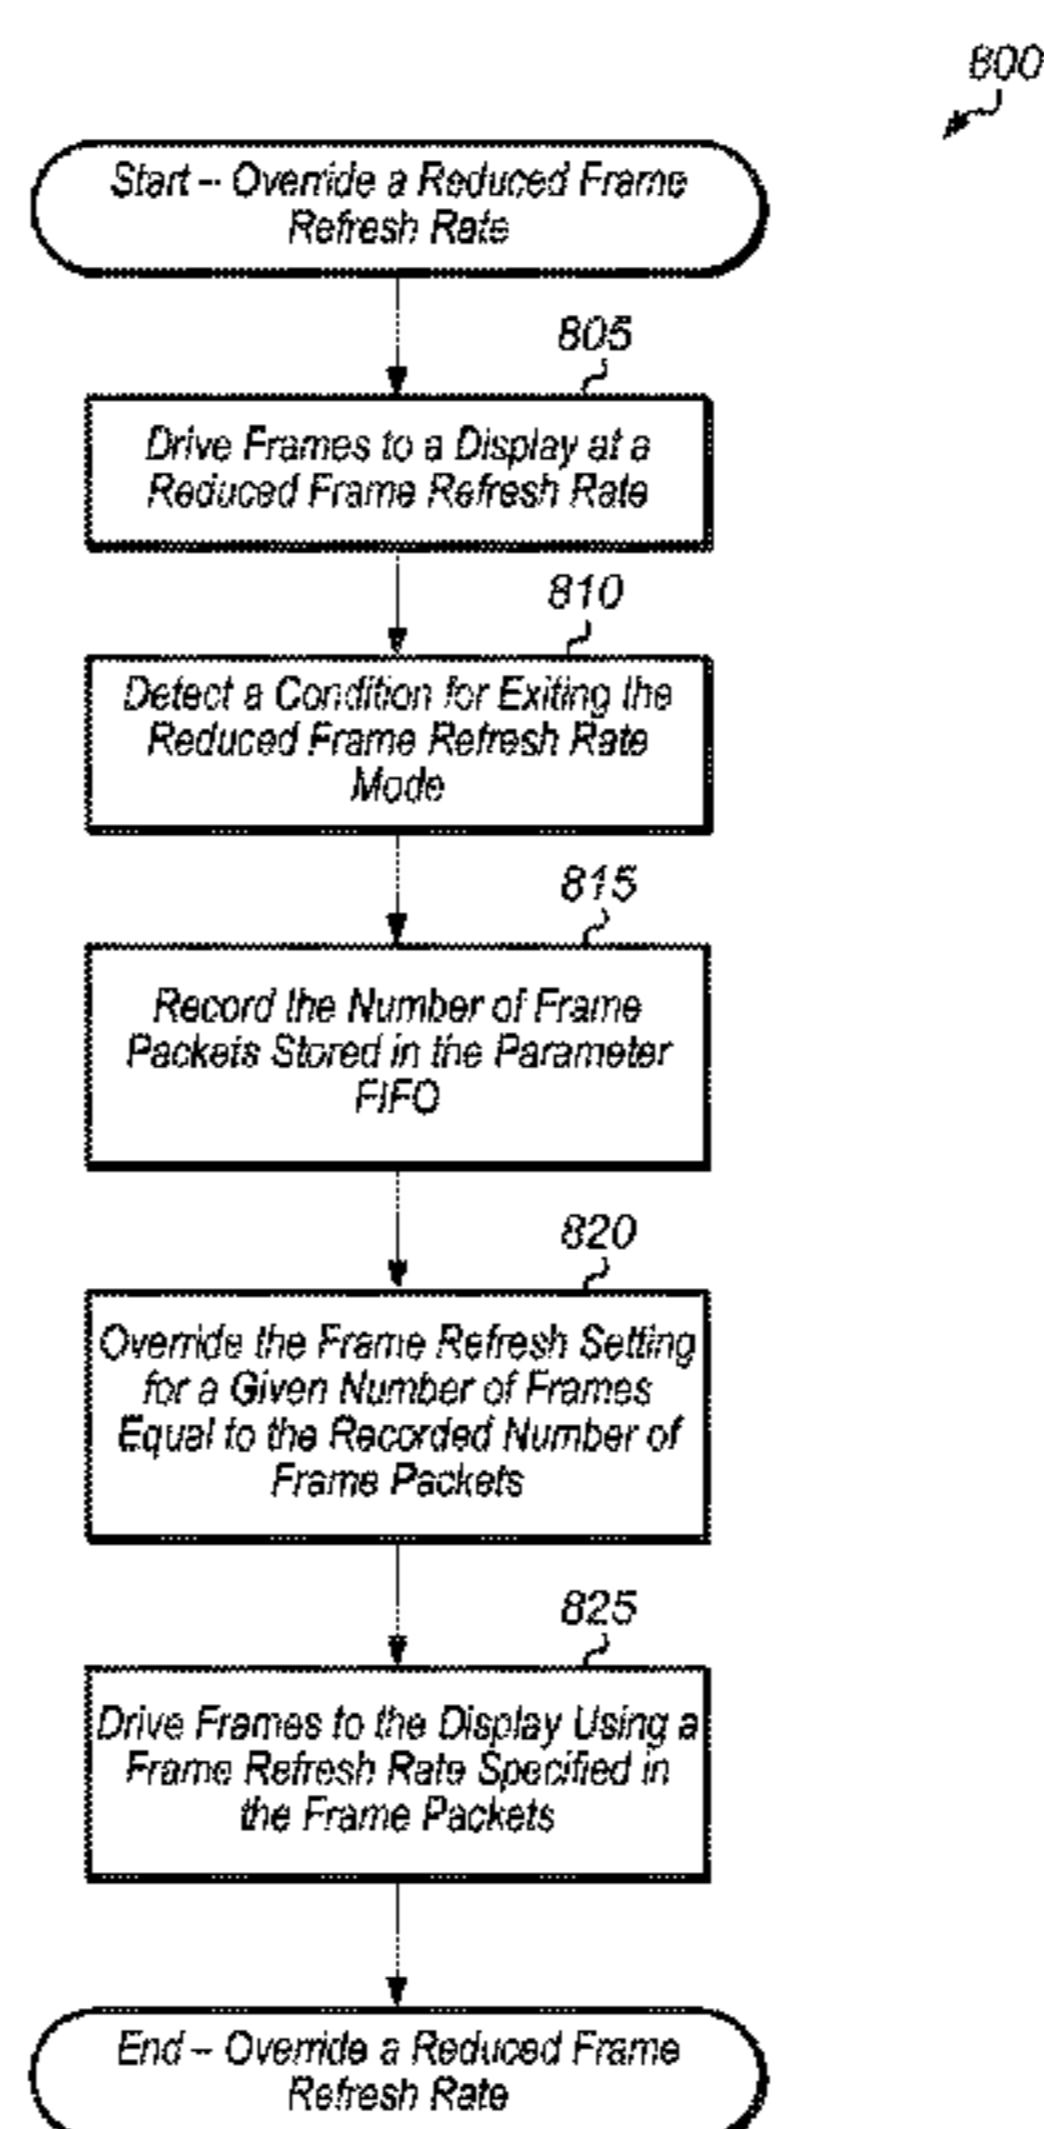 800
Start -- Override a Reduced Frame
Refresh Rate
805
Drive Frames to a Display at a
Reduced Frame Refresh Rate
810
Detect a Condition for Exiting the
Reduced Frame Refresh Rate
Mode
815
Record the Number of Frame
Packets Stored in the Parameter
FIFO
820
Override the Frame Refresh Setting
for a Given Number of Frames
Equal to the Recorded Number of
Frame Packets
825
Drive Frames to the Display Using a
Frame Refresh Rate Specified in
the Frame Packets
End -- Override a Reduced Frame
Refresh Rate